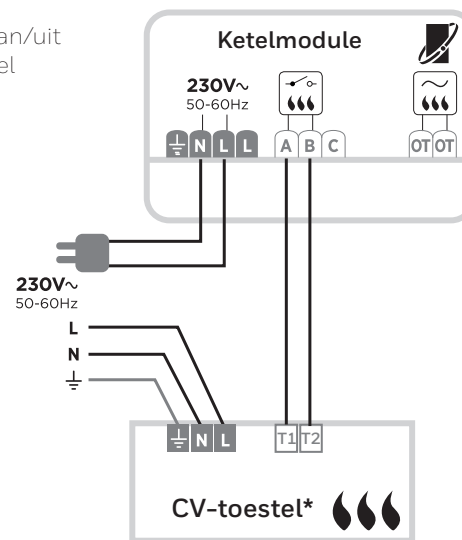 an/uit
el
Ketelmodule
230V~
50-60Hz
N L L
A B C
OT OT
230V~
50-60Hz
L
N
N L
T1 T2
CV-toestel*